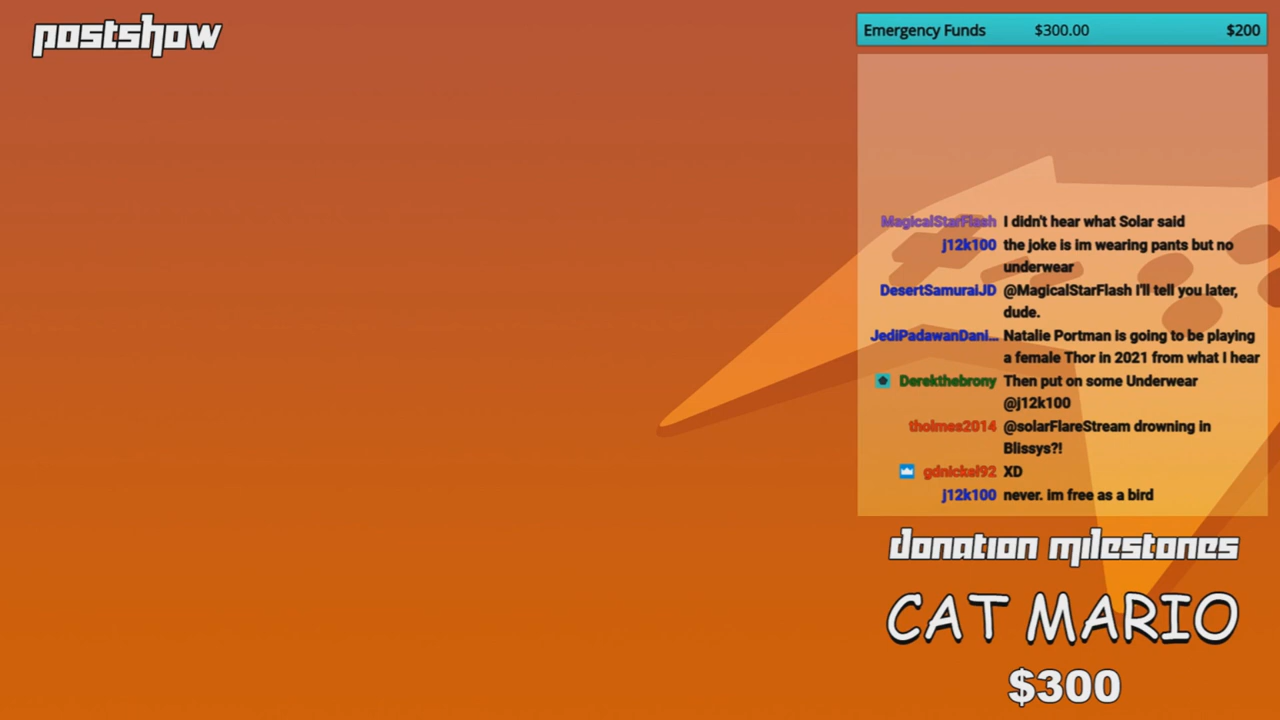 postshow
Emergency Funds $300.00 $200
MagicalStarFlash I didn't hear what Solar said
j12k100 the joke is im wearing pants but no
underwear
DesertSamuraiJD @MagicalStarFlash I'll tell you later,
dude.
JediPadawanDani... Natalie Portman is going to be playing
a female Thor in 2021 from what I hear
Derekthebrony Then put on some Underwear
@j12k100
tholmes2014 @solarFlareStream drowning in
Blissys?!
gdnickel92 XD
j12k100 never. im free as a bird
donation milestones
CAT MARIO
$300